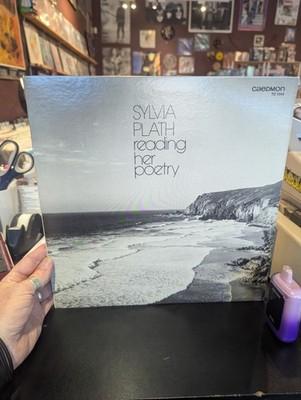 CAEDMON
SYLVIA
PLATH
reading
her
poetry